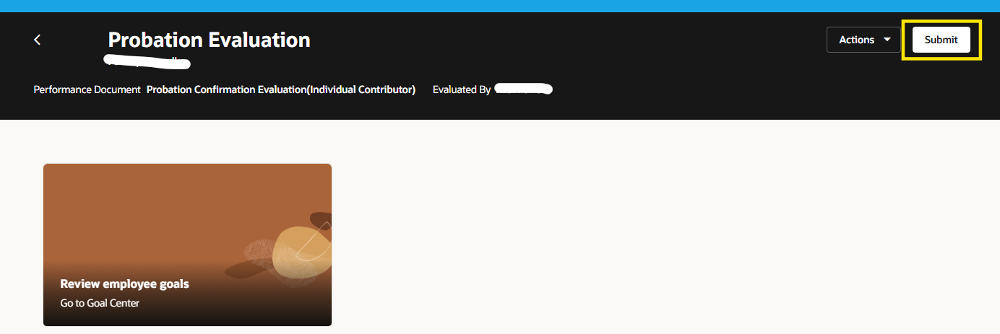 Probation Evaluation
Actions
Submit
Performance Document Probation Confirmation Evaluation(Individual Contributor) Evaluated By
Review employee goals
Go to Goal Center